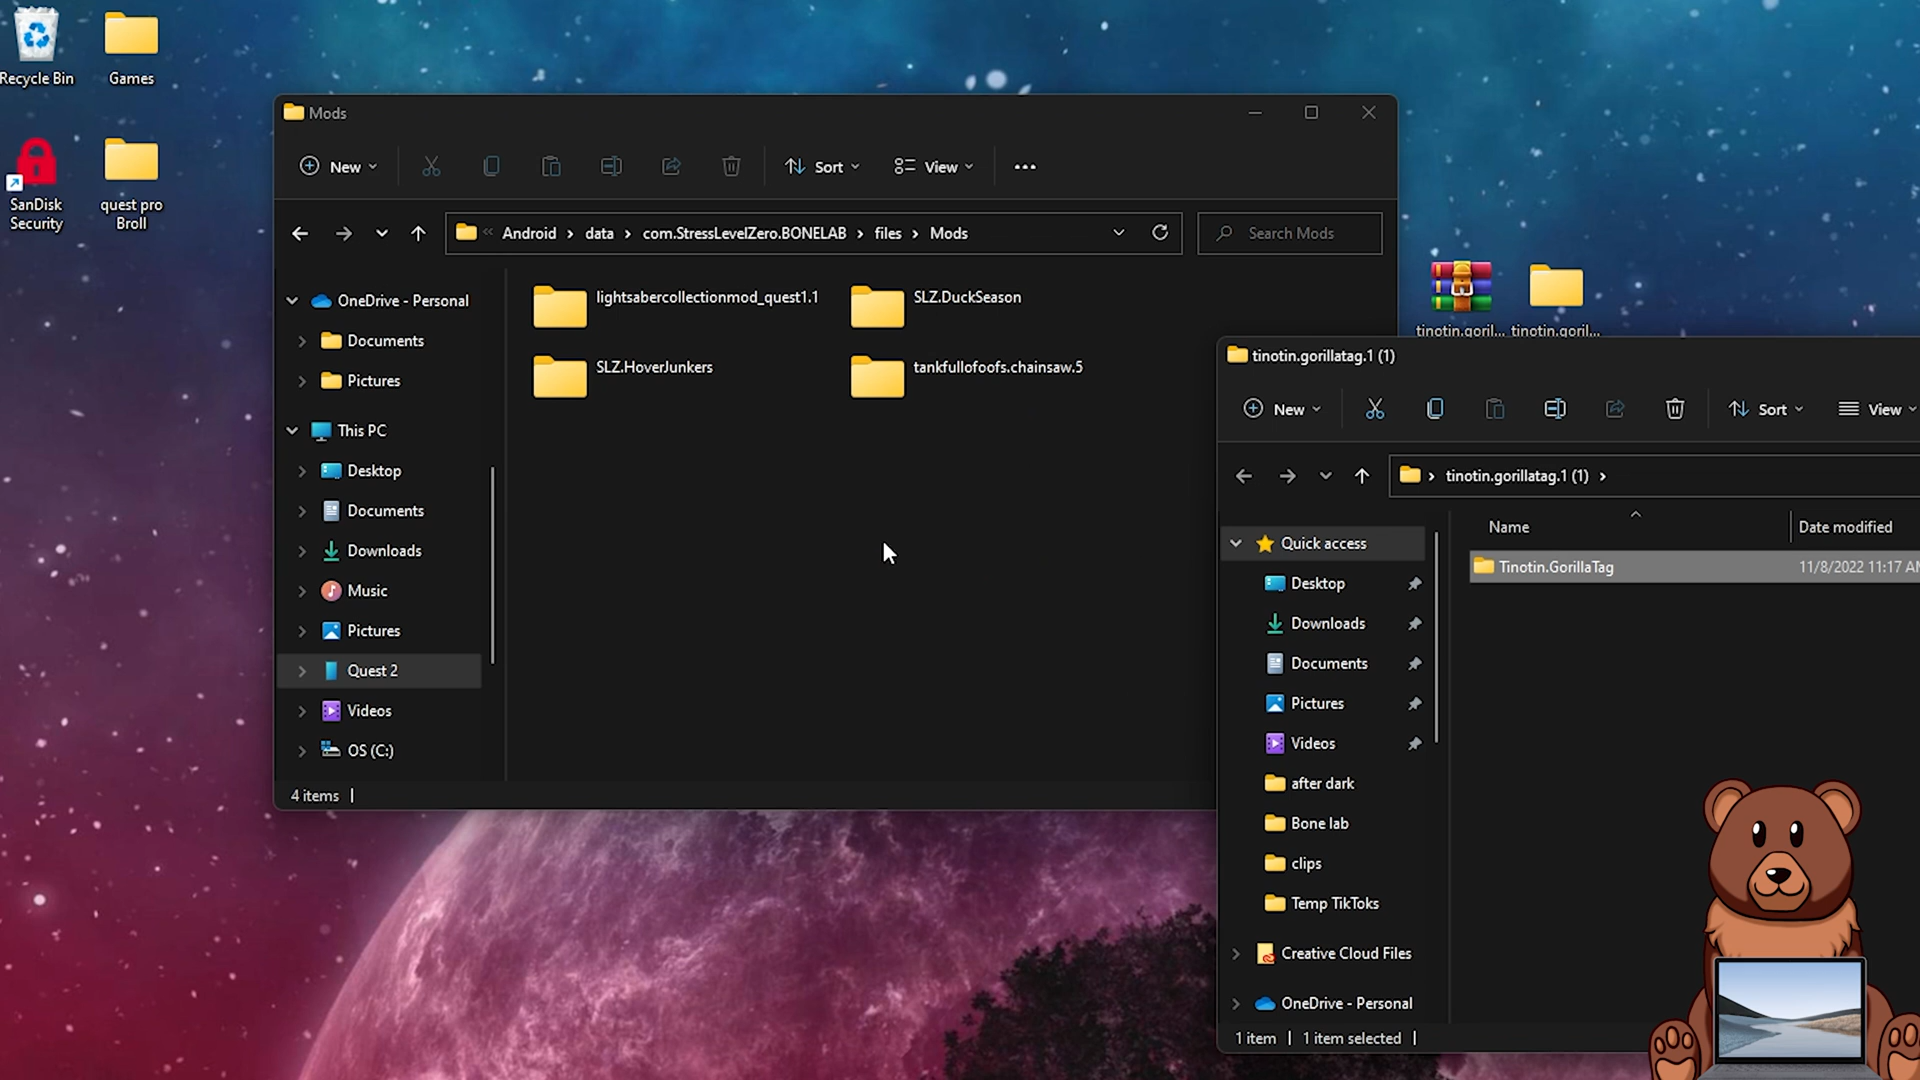 Recycle Bin
Games
SanDisk
Security
quest pro
Broll
Mods
New
Sort
View
Android
data
com.StressLevelZero.BONELAB
files
Mods
Search Mods
OneDrive - Personal
Documents
Pictures
This PC
Desktop
Documents
Downloads
Music
Pictures
Quest 2
Videos
OS (C:)
lightsabercollectionmod_quest1.1
SLZ.DuckSeason
SLZ.HoverJunkers
tankfullofoofs.chainsaw.5
4 items
tinotin.goril...
tinotin.goril...
tinotin.gorillatag.1 (1)
New
Sort
View
tinotin.gorillatag.1 (1)
Quick access
Desktop
Downloads
Documents
Pictures
Videos
after dark
Bone lab
clips
Temp TikToks
Creative Cloud Files
OneDrive - Personal
Name
Date modified
Tinotin.GorillaTag
11/8/2022 11:17 AM
1 item
1 item selected